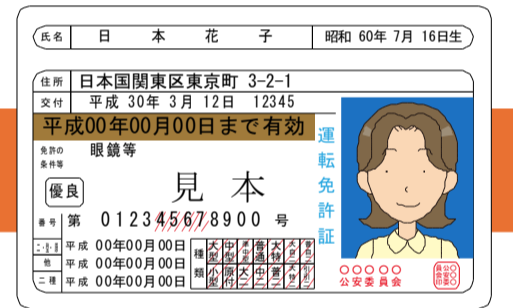 氏名 日本花子 昭和 60年 7月 16日生
住所 日本国関東区東京町 3-2-1
交付 平成 30年 3月 12日 12345
平成00年00月00日まで有効
免許の条件等 眼鏡等
見本
優良
番号 第 012345678900 号
二・小・原 平成 00年00月00日
他 平成 00年00月00日
二種 平成 00年00月00日
種類 大型 中型 準中型 普通 大特 大自二 普自二
小型 原付 大二 中二 普二 大特二
運転免許証
公安委員会